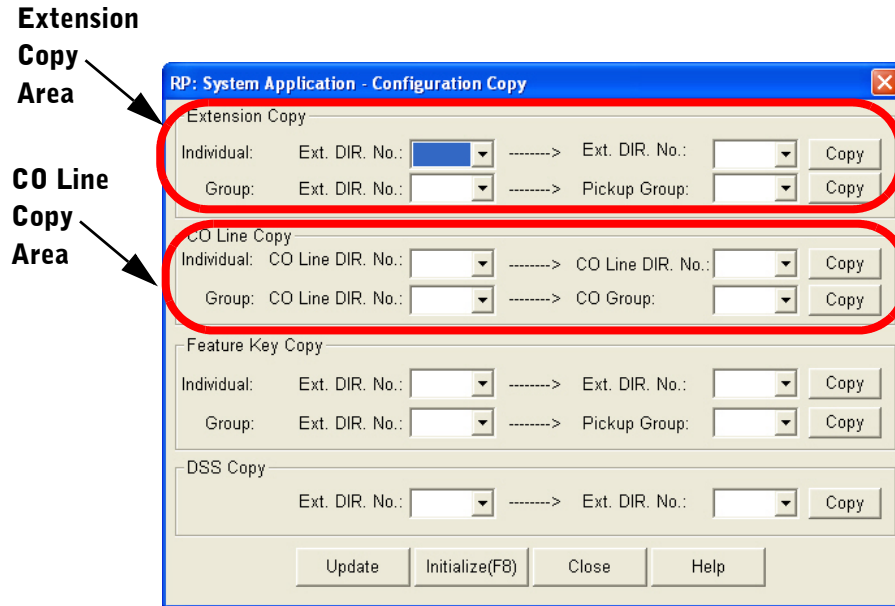 Extension
Copy
Area
RP: System Application - Configuration Copy
Extension Copy
Individual: Ext. DIR. No.: --------> Ext. DIR. No.: Copy
Group: Ext. DIR. No.: --------> Pickup Group: Copy
CO Line
Copy
Area
CO Line Copy
Individual: CO Line DIR. No.: --------> CO Line DIR. No.: Copy
Group: CO Line DIR. No.: --------> CO Group: Copy
Feature Key Copy
Individual: Ext. DIR. No.: --------> Ext. DIR. No.: Copy
Group: Ext. DIR. No.: --------> Pickup Group: Copy
DSS Copy
Ext. DIR. No.: --------> Ext. DIR. No.: Copy
Update Initialize(F8) Close Help